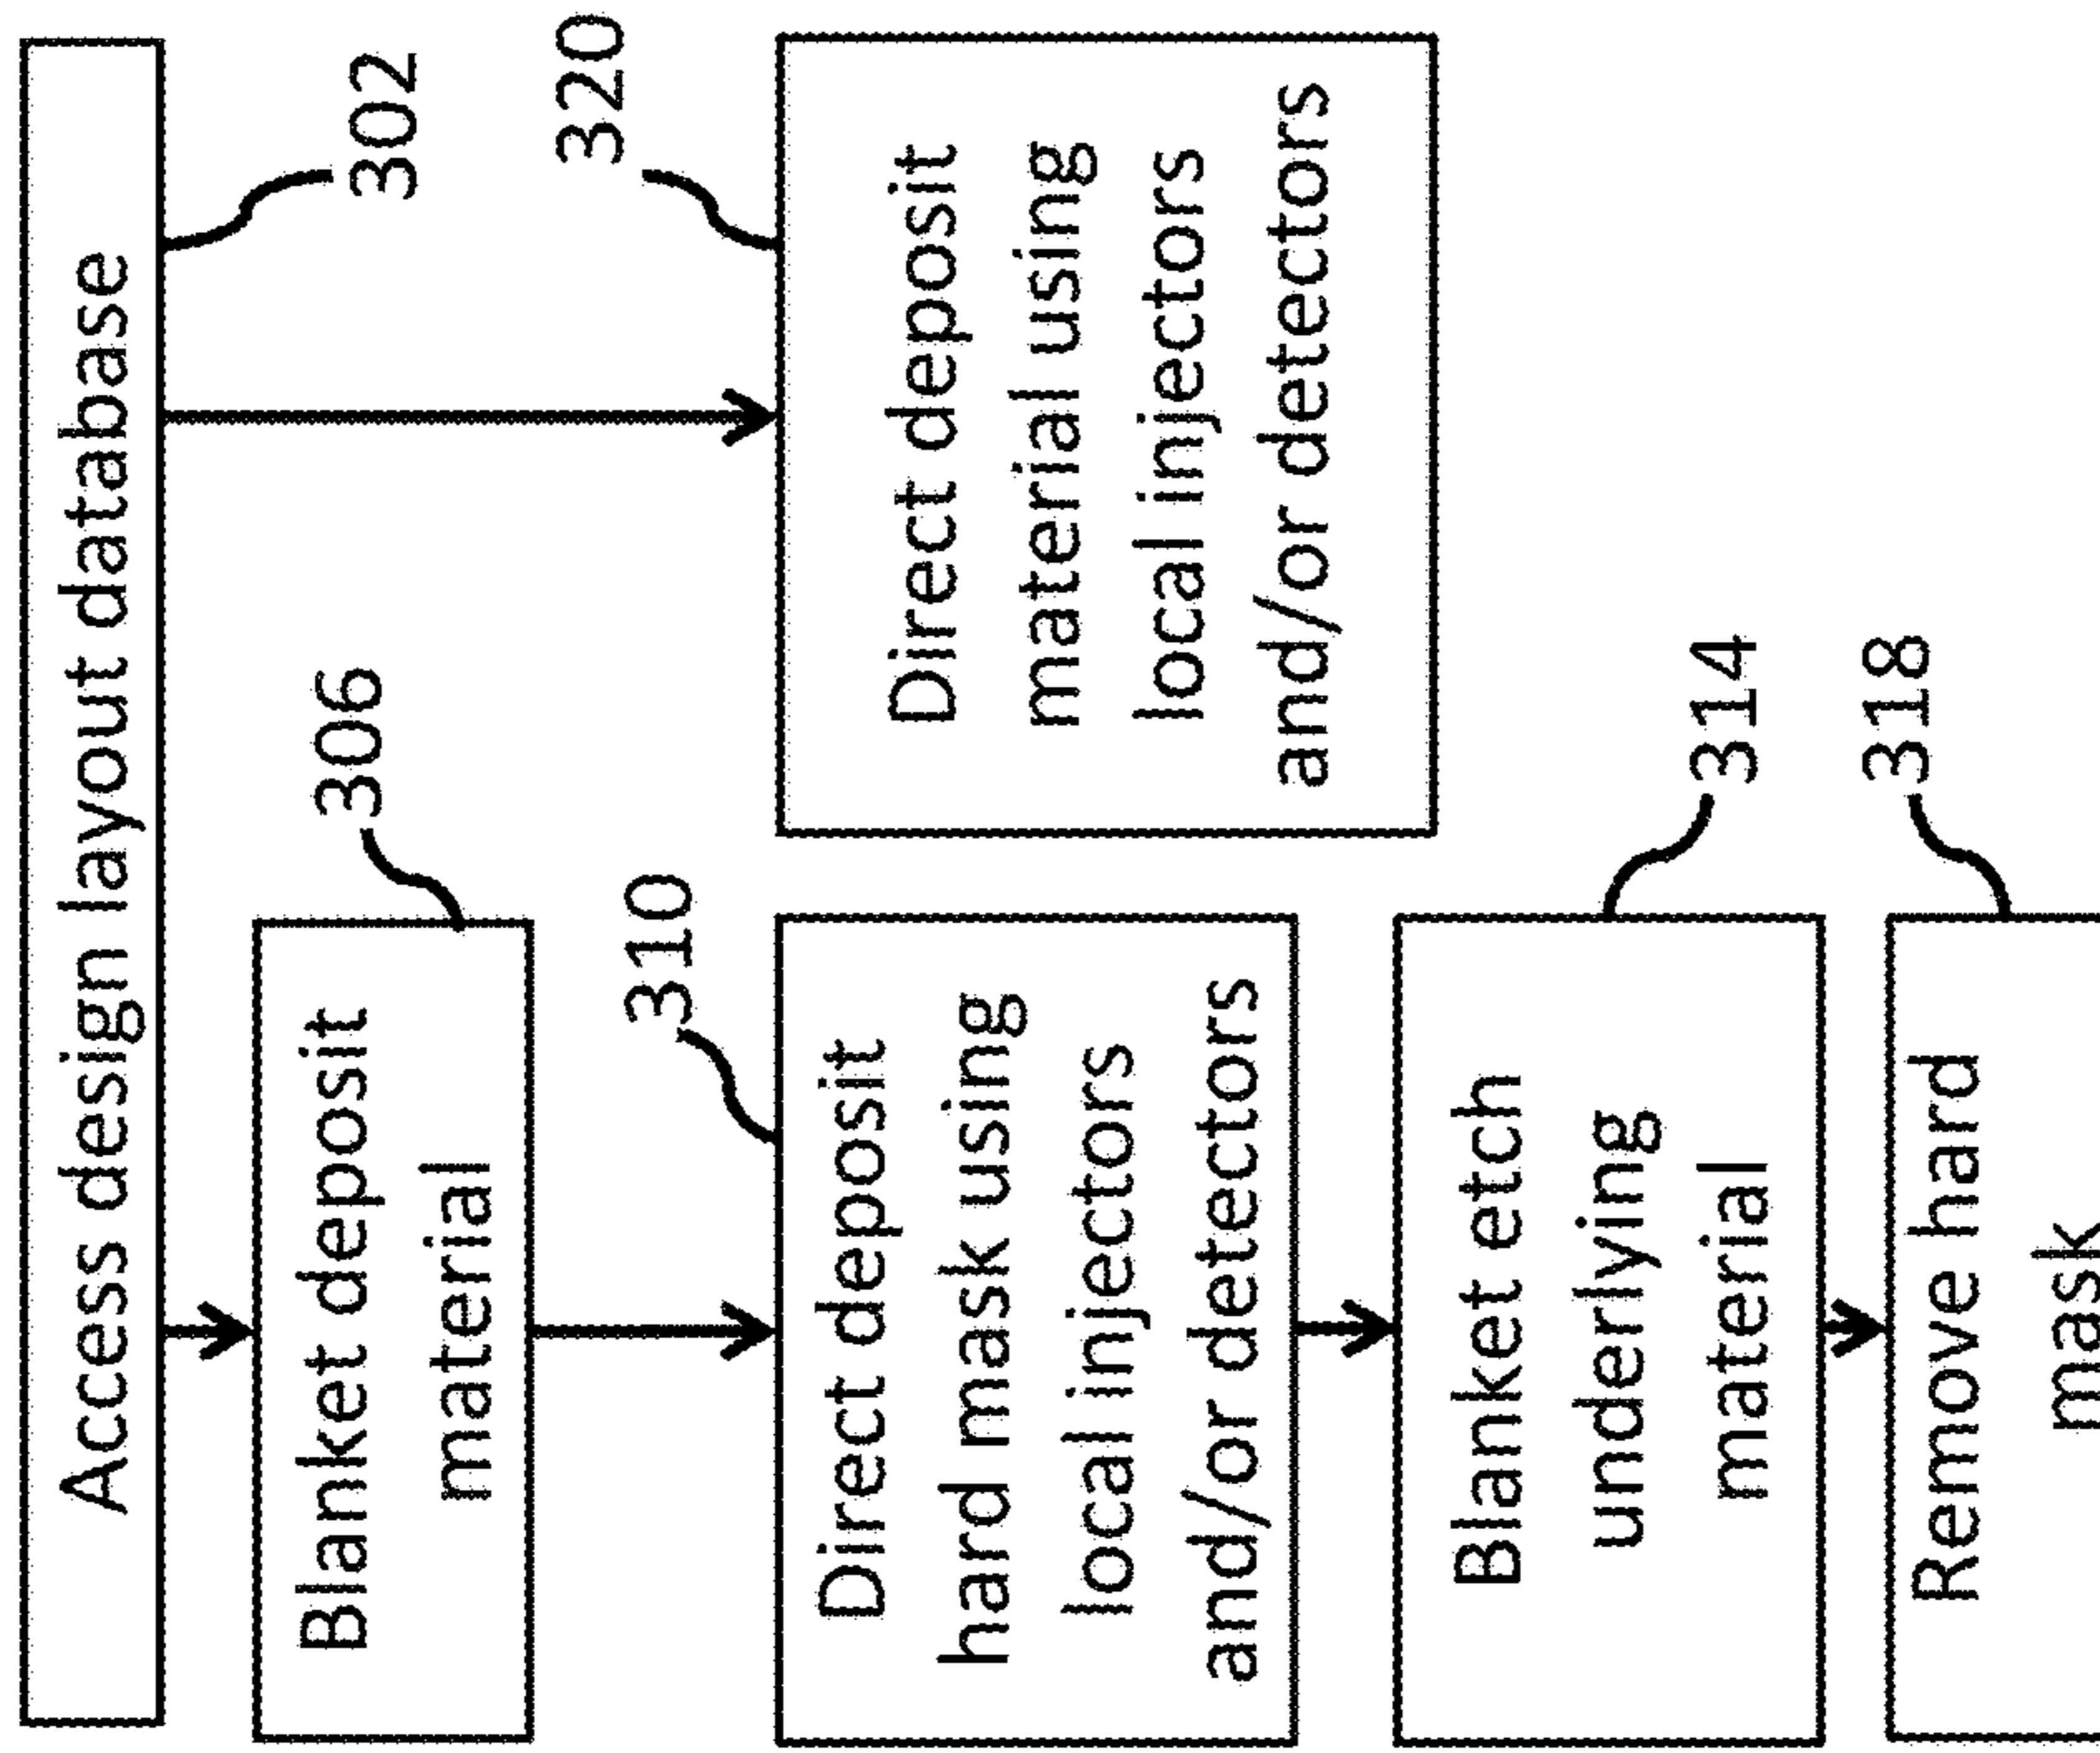 Access design layout database
302
306
Blanket deposit
material
320
Direct deposit
material using
local injectors
and/or detectors
310
Direct deposit
hard mask using
local injectors
and/or detectors
314
Blanket etch
underlying
material
318
Remove hard
mask